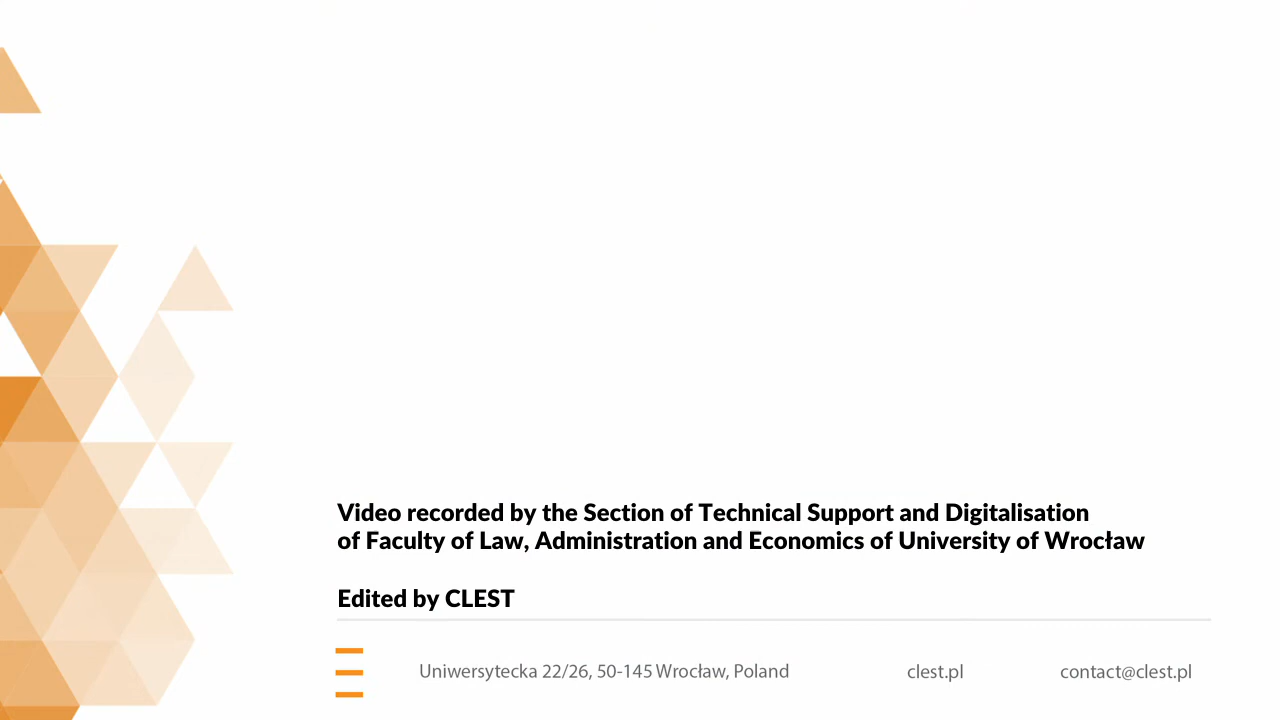 Video recorded by the Section of Technical Support and Digitalisation
of Faculty of Law, Administration and Economics of University of Wrocław
Edited by CLEST
Uniwersytecka 22/26, 50-145 Wrocław, Poland clest.pl contact@clest.pl